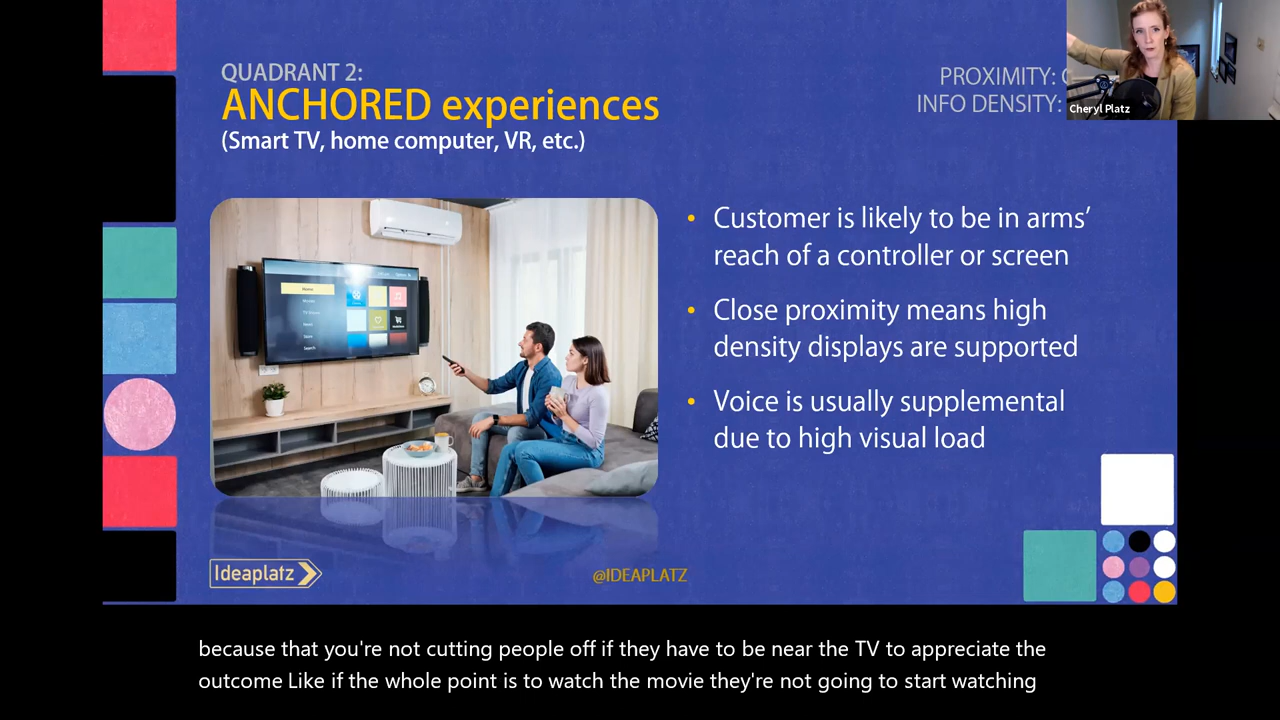 QUADRANT 2:
ANCHORED experiences
(Smart TV, home computer, VR, etc.)
PROXIMITY:
INFO DENSITY:
Cheryl Platz
Home
• Customer is likely to be in arms’
reach of a controller or screen
• Close proximity means high
density displays are supported
• Voice is usually supplemental
due to high visual load
Ideaplatz
@IDEAPLATZ
because that you're not cutting people off if they have to be near the TV to appreciate the
outcome Like if the whole point is to watch the movie they're not going to start watching